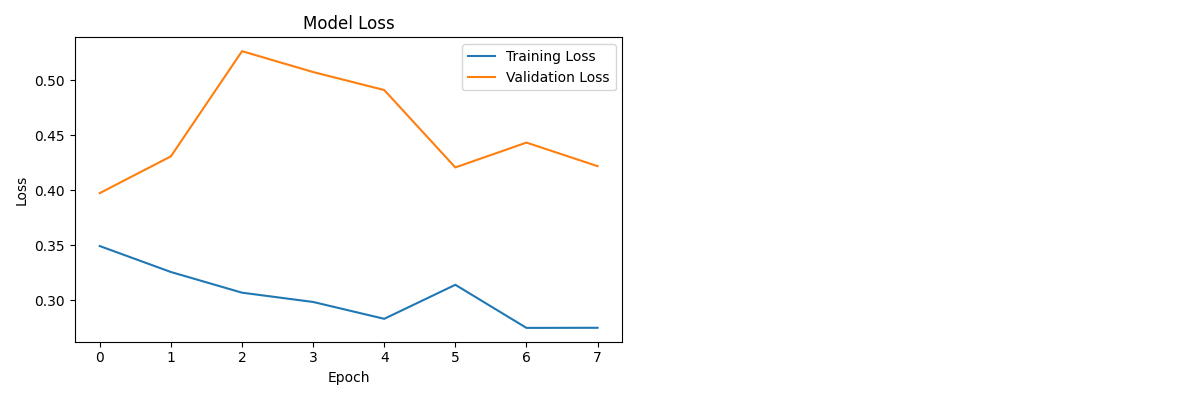 Model Loss
Training Loss
Validation Loss
0.50
0.45
0.40
0.35
0.30
Loss
0 1 2 3 4 5 6 7
Epoch